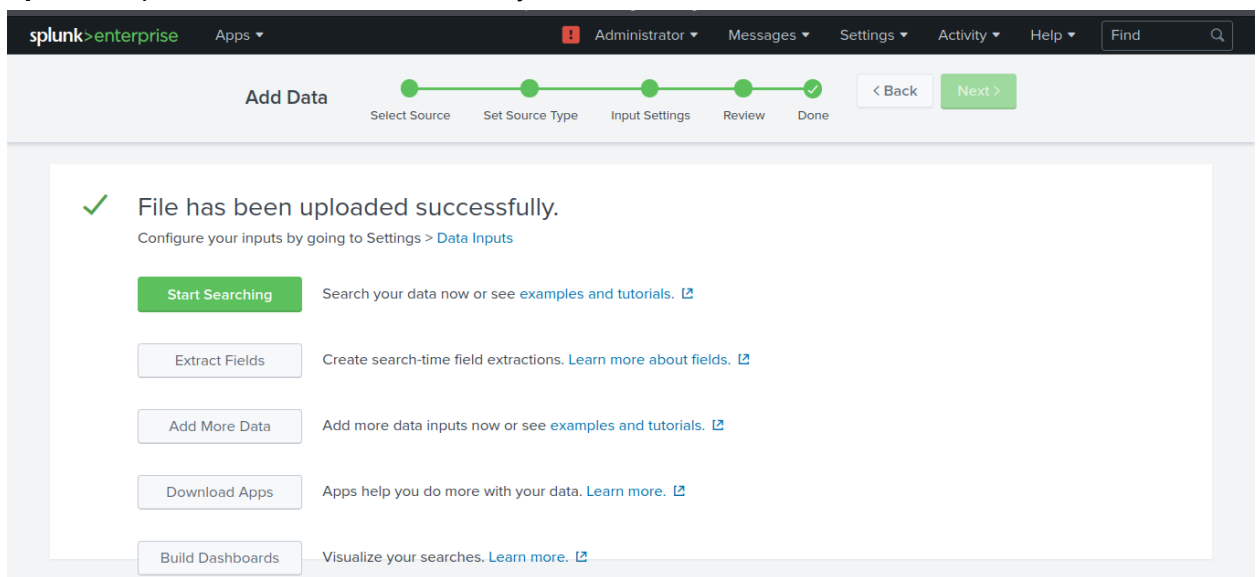 splunk>enterprise Apps ▾ ! Administrator ▾ Messages ▾ Settings ▾ Activity ▾ Help ▾ Find
Add Data
Select Source Set Source Type Input Settings Review Done
< Back Next >
File has been uploaded successfully.
Configure your inputs by going to Settings > Data Inputs
Start Searching Search your data now or see examples and tutorials.
Extract Fields Create search-time field extractions. Learn more about fields.
Add More Data Add more data inputs now or see examples and tutorials.
Download Apps Apps help you do more with your data. Learn more.
Build Dashboards Visualize your searches. Learn more.